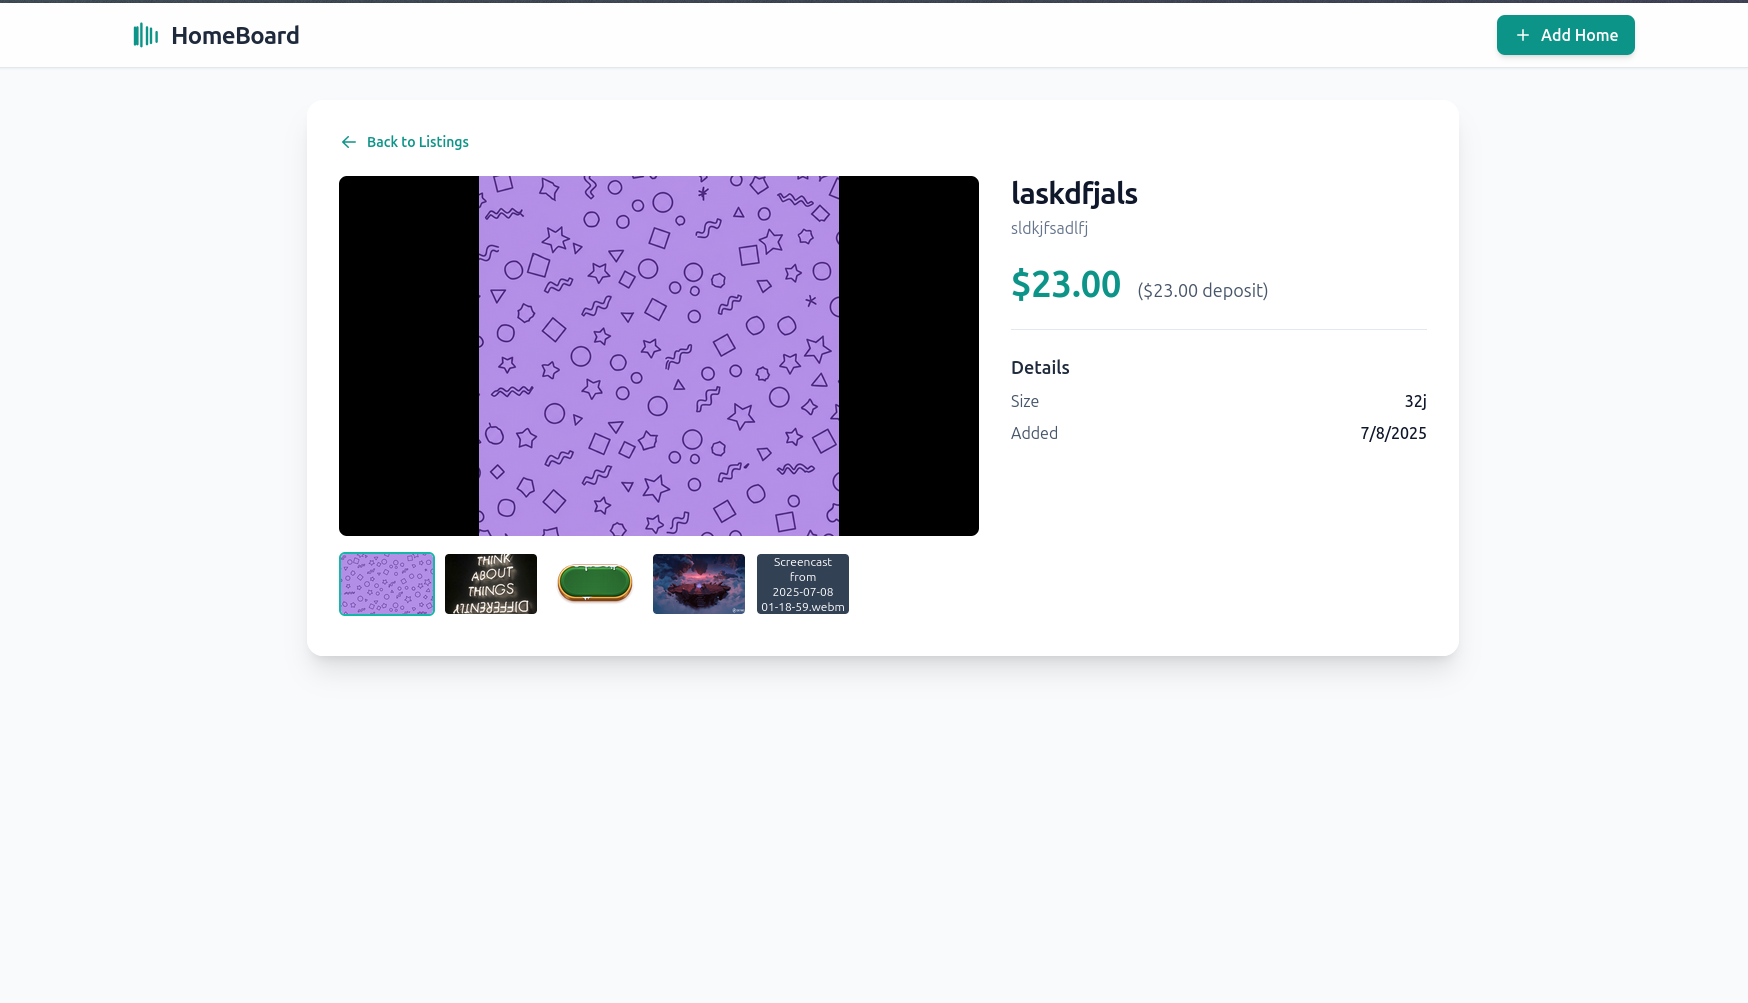 HomeBoard
Add Home
Back to Listings
laskdfjals
sldkjfsadlfj
$23.00 ($23.00 deposit)
Details
Size 32j
Added 7/8/2025
THINK
ABOUT
THINGS
DIFFERENTLY
Screencast
from
2025-07-08
01-18-59.webm